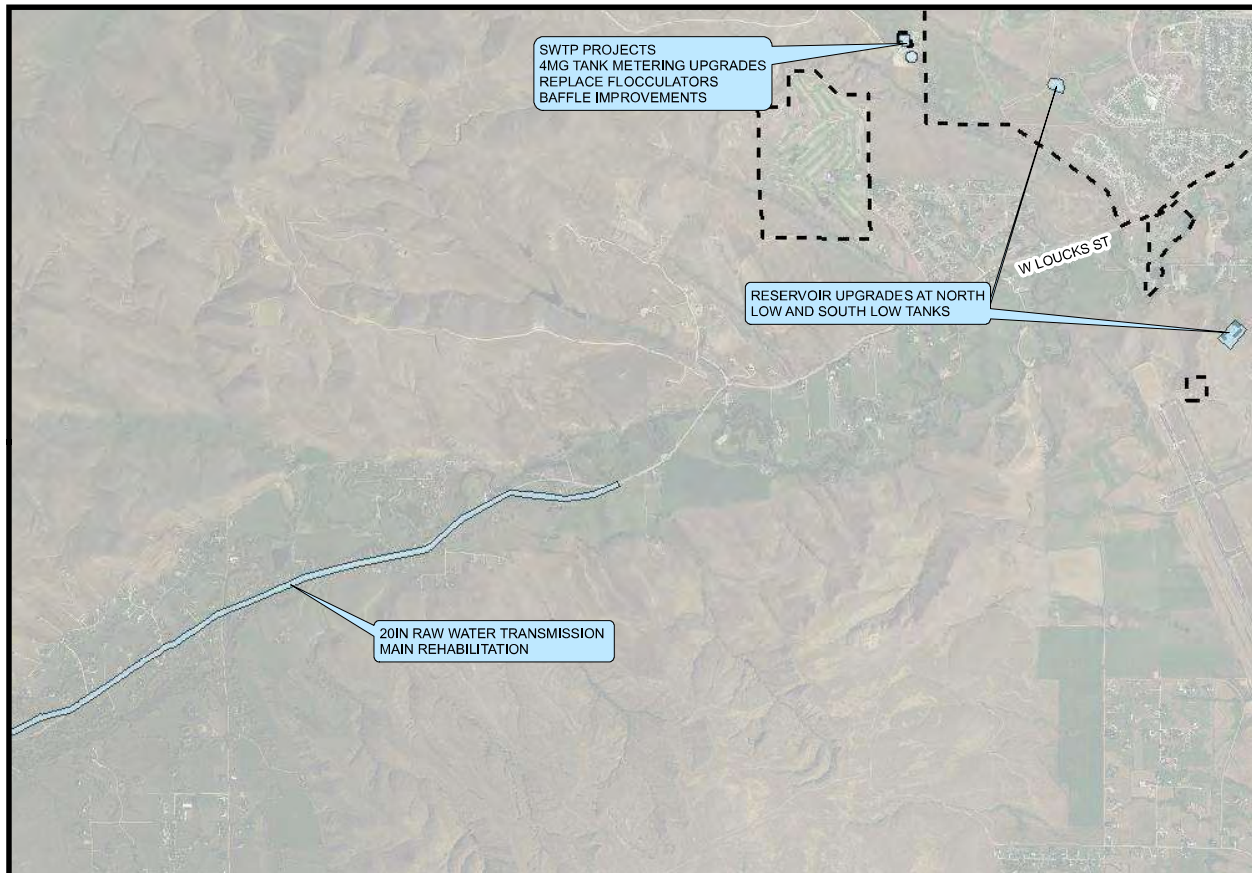 SWTP PROJECTS
4MG TANK METERING UPGRADES
REPLACE FLOCCULATORS
BAFFLE IMPROVEMENTS
W LOUCKS ST
RESERVOIR UPGRADES AT NORTH
LOW AND SOUTH LOW TANKS
20IN RAW WATER TRANSMISSION
MAIN REHABILITATION